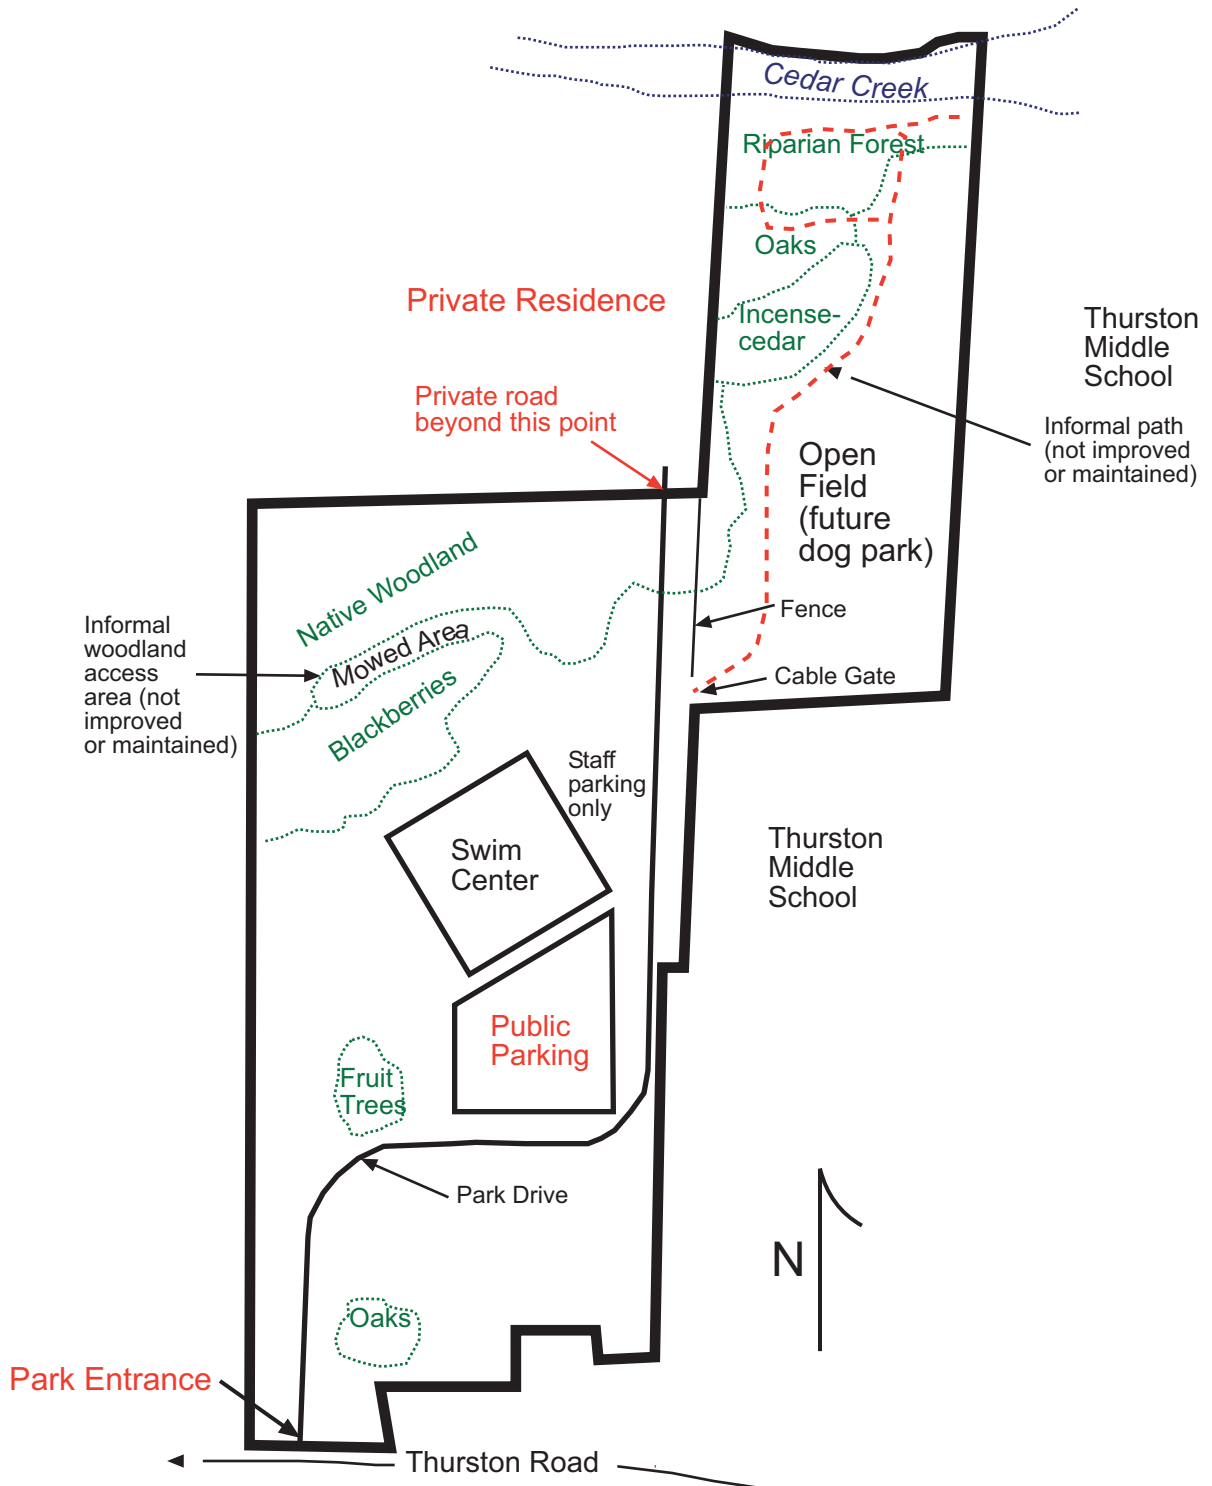 Cedar Creek
Riparian Forest
Oaks
Private Residence
Incense-
cedar
Thurston
Middle
School
Private road
beyond this point
Informal path
(not improved
or maintained)
Open
Field
(future
dog park)
Native Woodland
Fence
Informal
woodland
access
area (not
improved
or maintained)
Mowed Area
Cable Gate
Blackberries
Staff
parking
only
Swim
Center
Thurston
Middle
School
Public
Parking
Fruit
Trees
Park Drive
N
Oaks
Park Entrance
Thurston Road